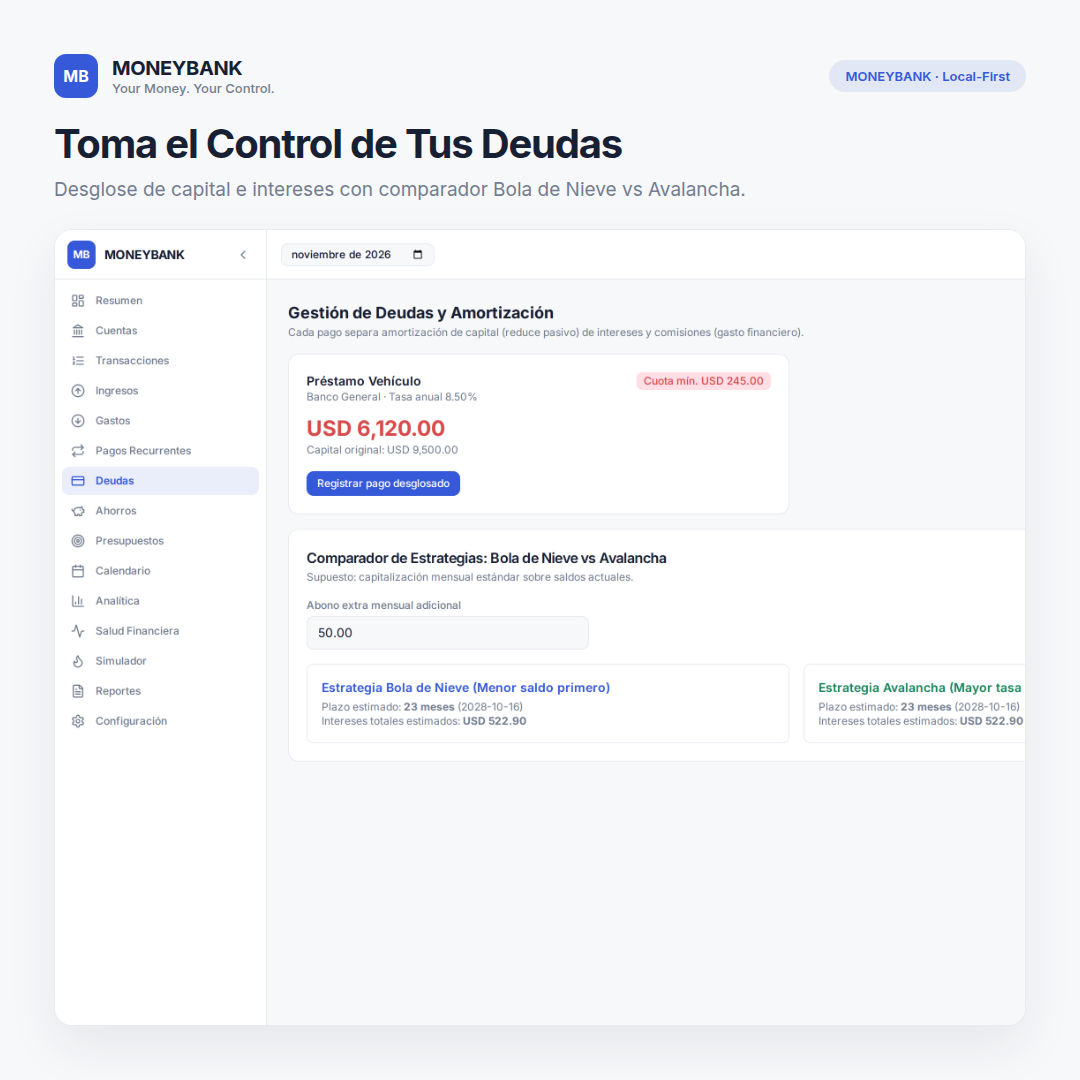 MB
MONEYBANK
Your Money. Your Control.
MONEYBANK · Local-First
Toma el Control de Tus Deudas
Desglose de capital e intereses con comparador Bola de Nieve vs Avalancha.
MB MONEYBANK
noviembre de 2026
Resumen
Cuentas
Transacciones
Ingresos
Gastos
Pagos Recurrentes
Deudas
Ahorros
Presupuestos
Calendario
Analítica
Salud Financiera
Simulador
Reportes
Configuración
Gestión de Deudas y Amortización
Cada pago separa amortización de capital (reduce pasivo) de intereses y comisiones (gasto financiero).
Préstamo Vehículo
Cuota mín. USD 245.00
Banco General · Tasa anual 8.50%
USD 6,120.00
Capital original: USD 9,500.00
Registrar pago desglosado
Comparador de Estrategias: Bola de Nieve vs Avalancha
Supuesto: capitalización mensual estándar sobre saldos actuales.
Abono extra mensual adicional
50.00
Estrategia Bola de Nieve (Menor saldo primero)
Plazo estimado: 23 meses (2028-10-16)
Intereses totales estimados: USD 522.90
Estrategia Avalancha (Mayor tasa
Plazo estimado: 23 meses (2028-10-16)
Intereses totales estimados: USD 522.90